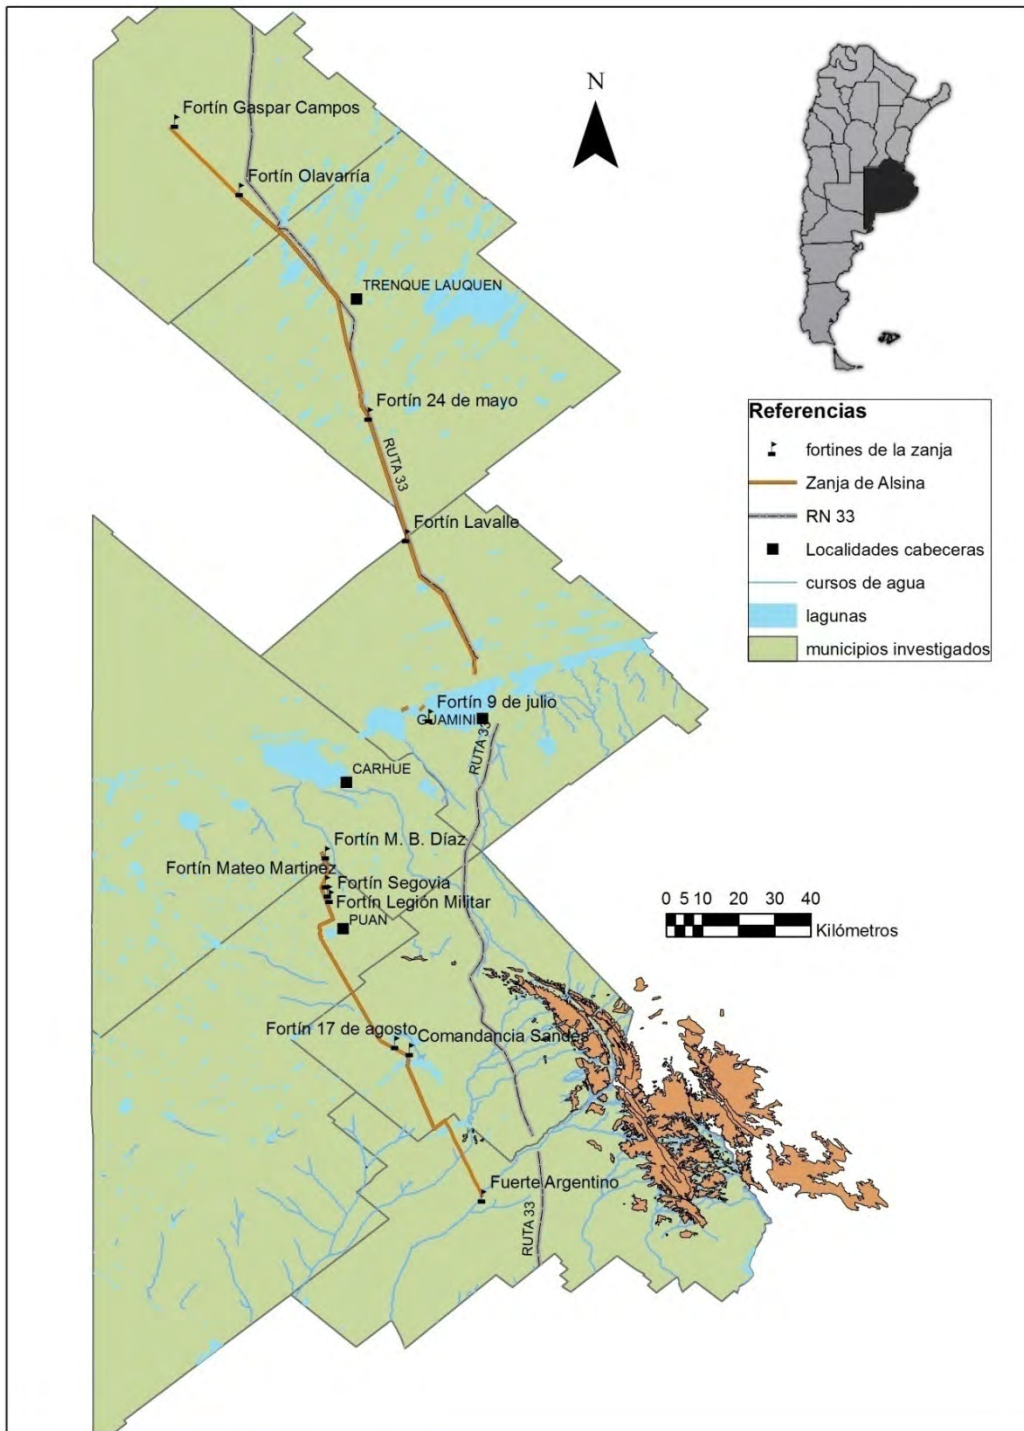 N
Fortín Gaspar Campos
Fortín Olavarría
TRENQUE LAUQUEN
Fortín 24 de mayo
RUTA 33
Fortín Lavalle
Referencias
fortines de la zanja
Zanja de Alsina
RN 33
Localidades cabeceras
cursos de agua
lagunas
municipios investigados
Fortín 9 de julio
GUAMINI
RUTA 33
CARHUE
Fortín M. B. Díaz
Fortín Mateo Martinez
Fortín Segovia
Fortín Legión Militar
PUAN
0 5 10 20 30 40
Kilómetros
Fortín 17 de agosto
Comandancia Sandes
Fuerte Argentino
RUTA 33